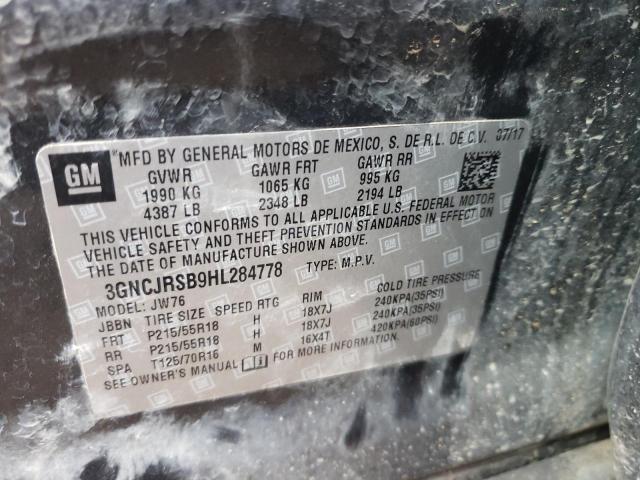 GM
"MFD BY GENERAL MOTORS DE MEXICO, S. DE R.L. DE C.V. 07/17
GVWR GAWR FRT GAWR RR
1990 KG 1065 KG 995 KG
4387 LB 2348 LB 2194 LB
THIS VEHICLE CONFORMS TO ALL APPLICABLE U.S. FEDERAL MOTOR
VEHICLE SAFETY AND THEFT PREVENTION STANDARDS IN EFFECT ON
THE DATE OF MANUFACTURE SHOWN ABOVE.
3GNCJRSB9HL284778 TYPE: M.P.V.
MODEL: JW76
JBBN TIRE SIZE SPEED RTG RIM COLD TIRE PRESSURE
FRT P215/55R18 H 18X7J 240KPA(35PSI)
RR P215/55R18 H 18X7J 240KPA(35PSI)
SPA T125/70R16 M 16X4T 420KPA(60PSI)
SEE OWNER'S MANUAL FOR MORE INFORMATION.